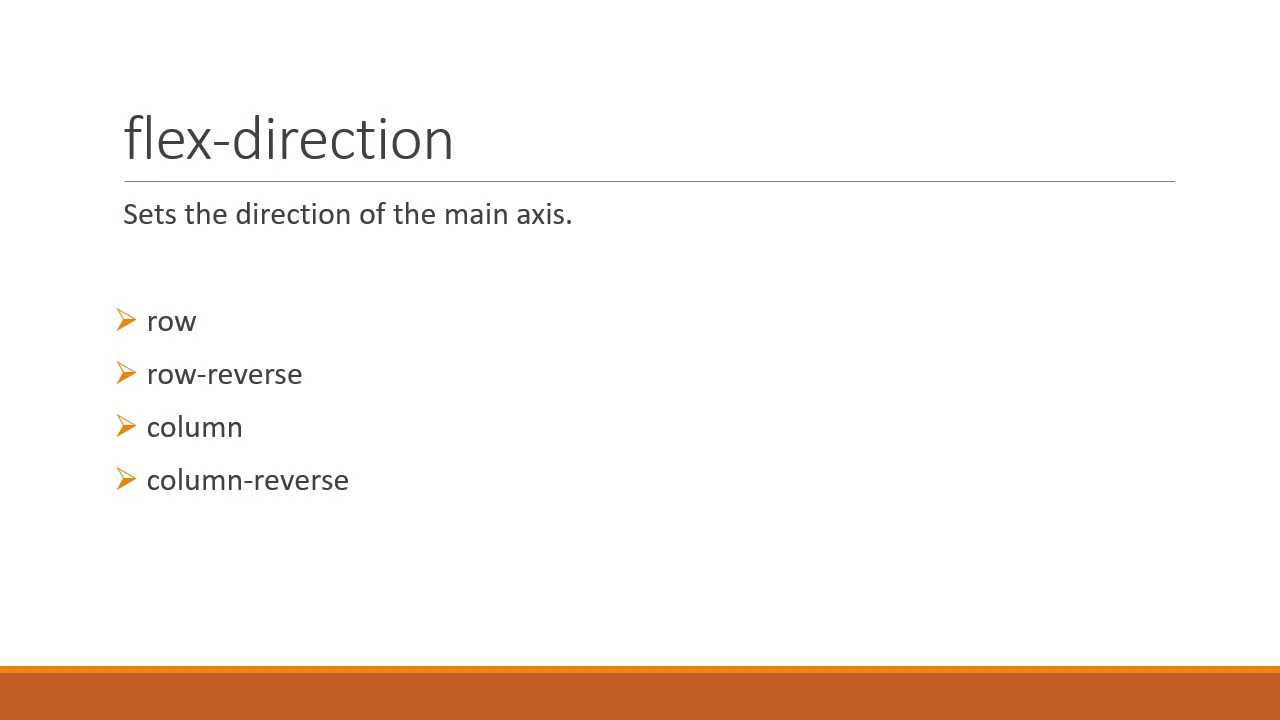 flex-direction
Sets the direction of the main axis.
row
row-reverse
column
column-reverse